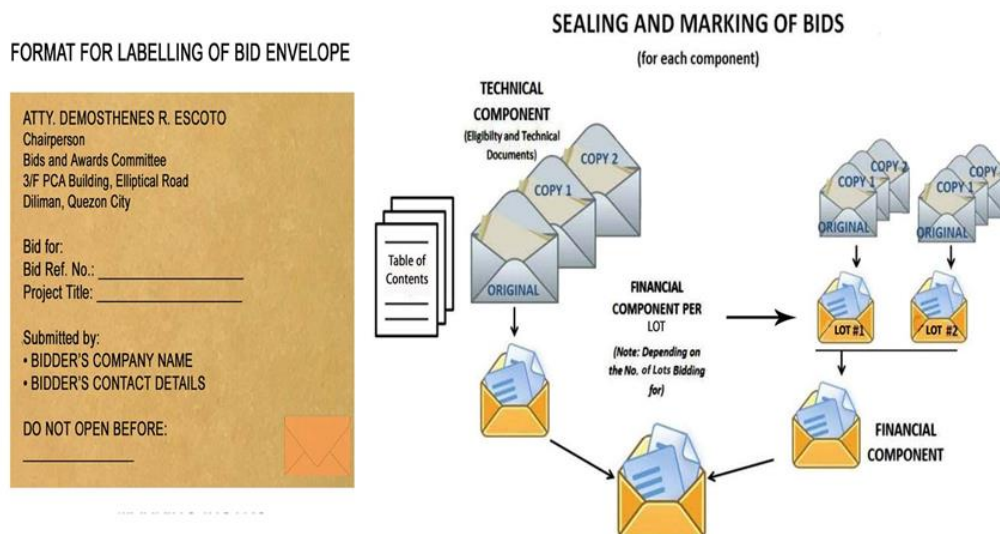 FORMAT FOR LABELLING OF BID ENVELOPE
ATTY. DEMOSTHENES R. ESCOTO
Chairperson
Bids and Awards Committee
3/F PCA Building, Elliptical Road
Diliman, Quezon City
Bid for:
Bid Ref. No.: ____________________
Project Title: ____________________
Submitted by:
• BIDDER'S COMPANY NAME
• BIDDER'S CONTACT DETAILS
DO NOT OPEN BEFORE:
_______________
SEALING AND MARKING OF BIDS
(for each component)
TECHNICAL
COMPONENT
(Eligibilty and Technical
Documents)
COPY 2
COPY 1
ORIGINAL
Table of
Contents
FINANCIAL
COMPONENT PER
LOT
(Note: Depending on
the No. of Lots Bidding
for)
COPY 2
COPY 1
ORIGINAL
COPY
COPY 1
ORIGINAL
LOT #1
LOT #2
FINANCIAL
COMPONENT